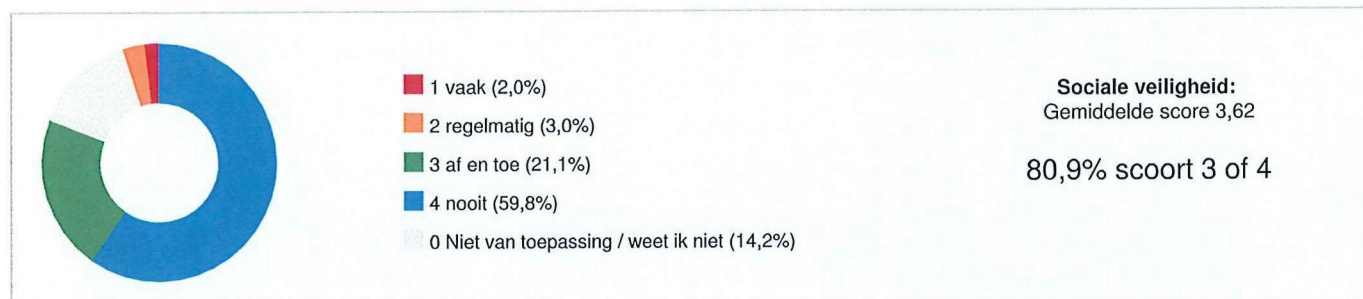 1 vaak (2,0%)
2 regelmatig (3,0%)
3 af en toe (21,1%)
4 nooit (59,8%)
0 Niet van toepassing / weet ik niet (14,2%)
Sociale veiligheid:
Gemiddelde score 3,62
80,9% scoort 3 of 4